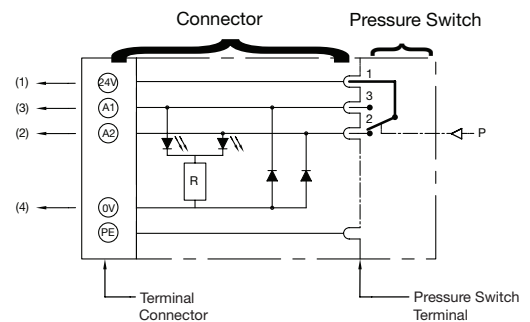 Connector
Pressure Switch
(1)
24V
1
(3)
A1
3
(2)
A2
2
P
R
(4)
0V
PE
Terminal
Connector
Pressure Switch
Terminal